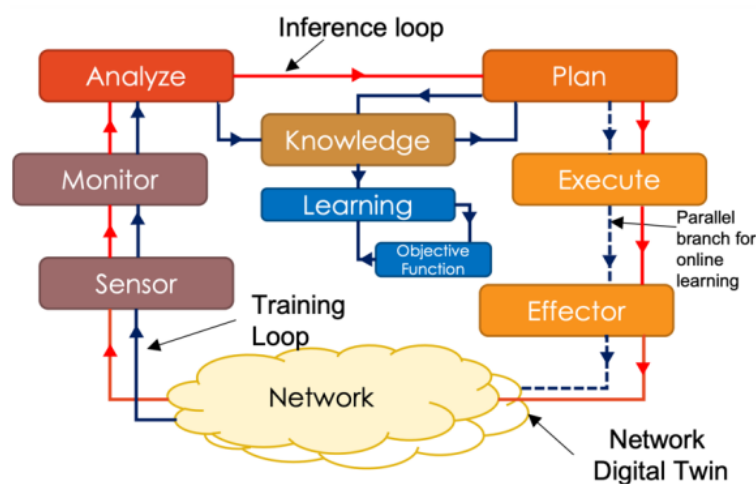 Inference loop
Analyze
Plan
Knowledge
Monitor
Execute
Learning
Parallel
branch for
online
learning
Objective
Function
Sensor
Effector
Training
Loop
Network
Network
Digital Twin